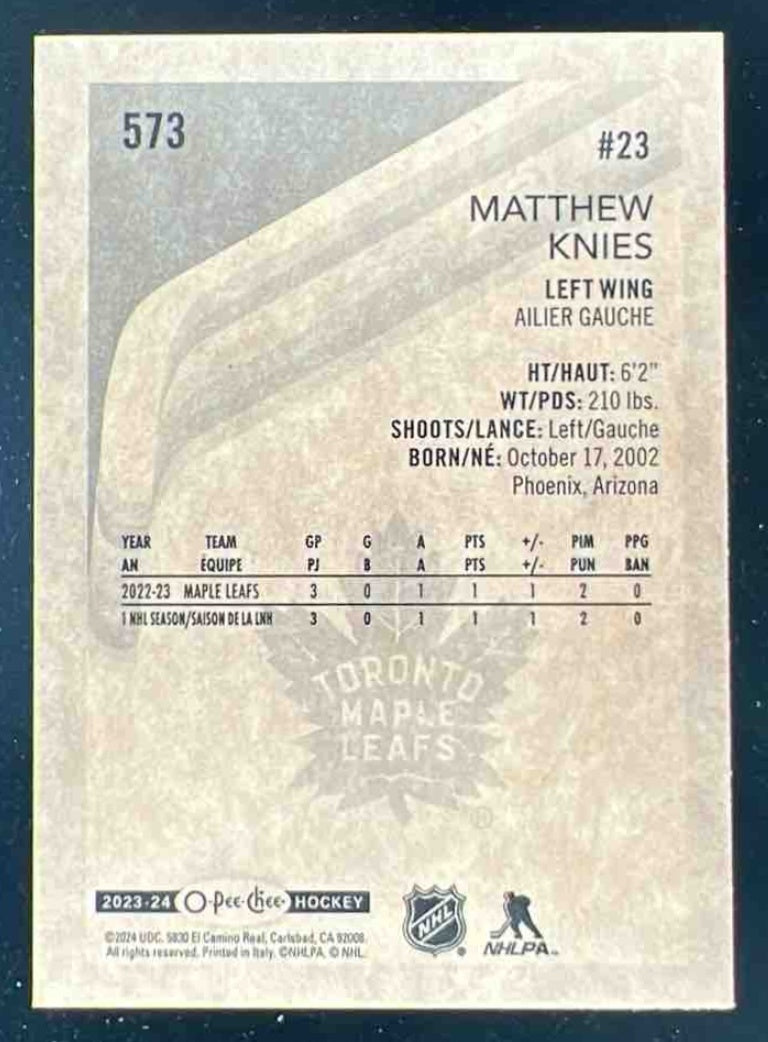 573
#23
MATTHEW
KNIES
LEFT WING
AILIER GAUCHE
HT/HAUT: 6'2"
WT/PDS: 210 lbs.
SHOOTS/LANCE: Left/Gauche
BORN/NÉ: October 17, 2002
Phoenix, Arizona
YEAR TEAM GP G A PTS +/- PIM PPG
AN ÉQUIPE PJ B A PTS +/- PUN BAN
2022-23 MAPLE LEAFS 3 0 1 1 1 2 0
1 NHL SEASON/SAISON DE LA LNH 3 0 1 1 1 2 0
TORONTO
MAPLE
LEAFS
®
2023-24 O-Pee-Chee HOCKEY
NHL
®
NHLPA™
©2024 UDC. 5830 El Camino Real, Carlsbad, CA 92008.
All rights reserved. Printed in Italy. ©NHLPA. © NHL.